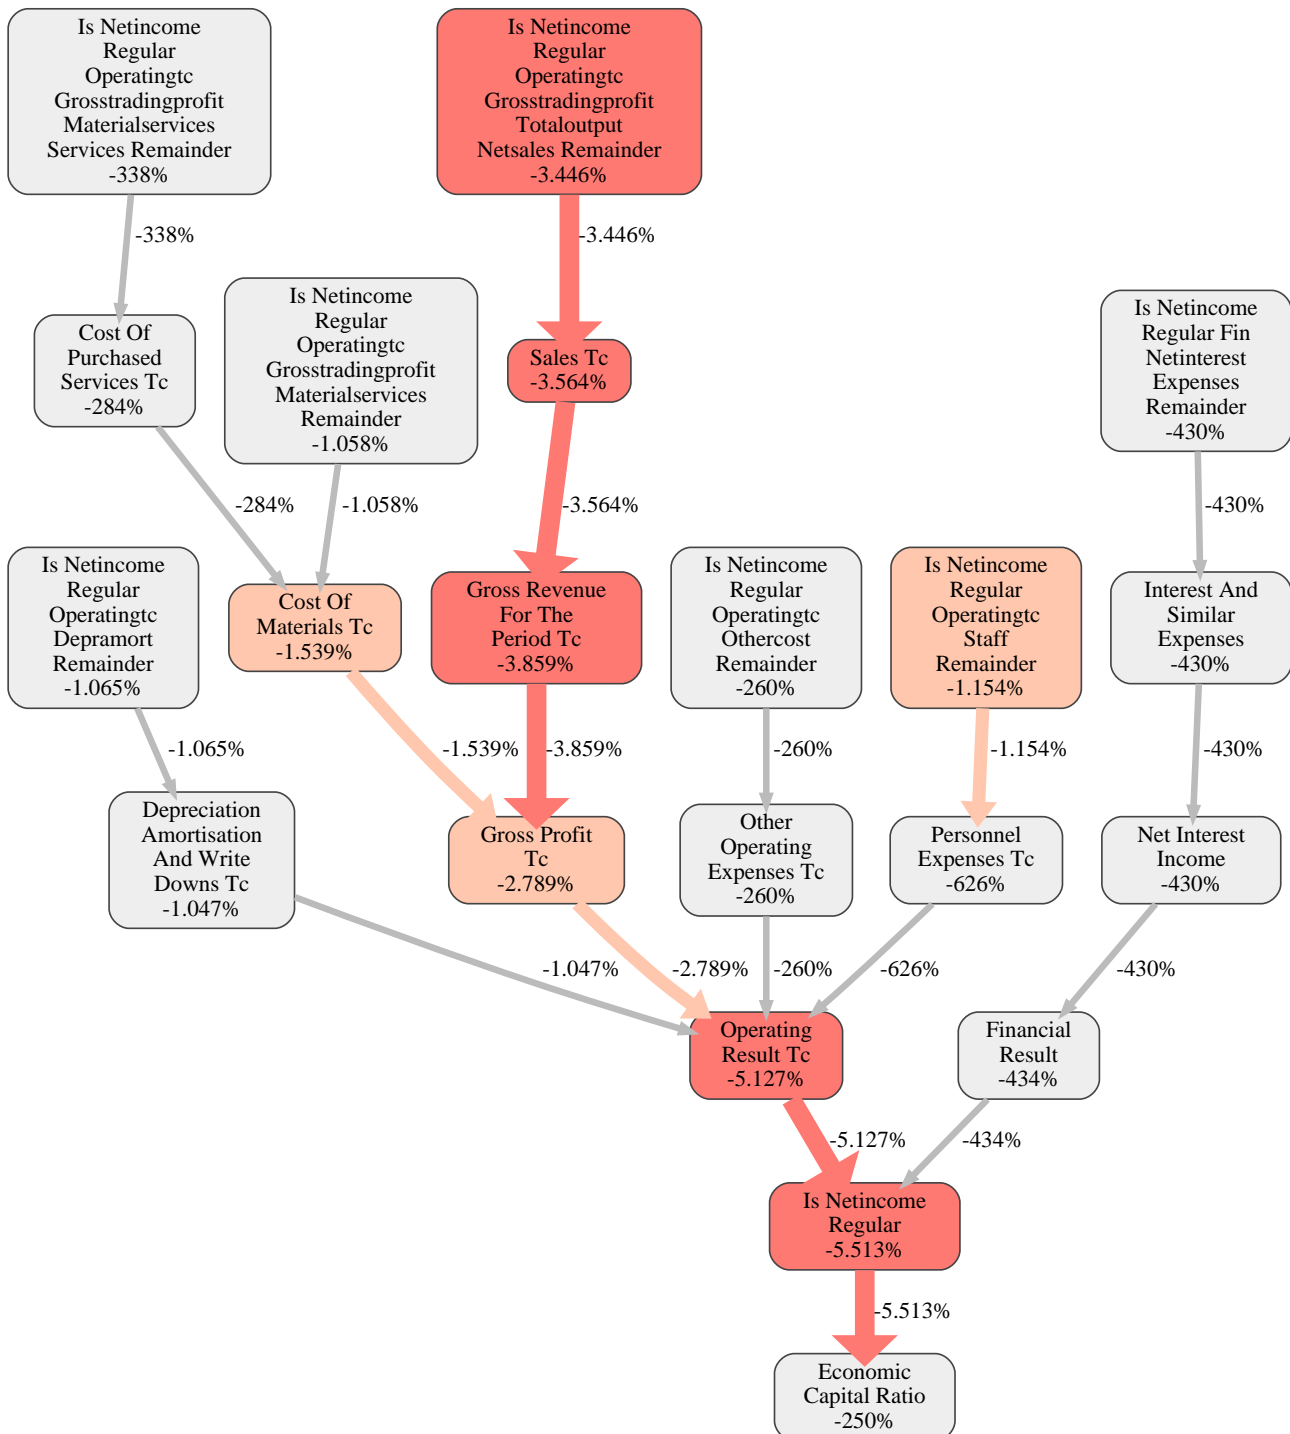 Is Netincome
Regular
Operatingtc
Grosstradingprofit
Materialservices
Services Remainder
-338%
Is Netincome
Regular
Operatingtc
Grosstradingprofit
Totaloutput
Netsales Remainder
-3.446%
-338%
-3.446%
Cost Of
Purchased
Services Tc
-284%
Is Netincome
Regular
Operatingtc
Grosstradingprofit
Materialservices
Remainder
-1.058%
Sales Tc
-3.564%
Is Netincome
Regular Fin
Netinterest
Expenses
Remainder
-430%
-284%
-1.058%
-3.564%
-430%
Is Netincome
Regular
Operatingtc
Depramort
Remainder
-1.065%
Cost Of
Materials Tc
-1.539%
Gross Revenue
For The
Period Tc
-3.859%
Is Netincome
Regular
Operatingtc
Othercost
Remainder
-260%
Is Netincome
Regular
Operatingtc
Staff
Remainder
-1.154%
Interest And
Similar
Expenses
-430%
-1.065%
-1.539%
-3.859%
-260%
-1.154%
-430%
Depreciation
Amortisation
And Write
Downs Tc
-1.047%
Gross Profit
Tc
-2.789%
Other
Operating
Expenses Tc
-260%
Personnel
Expenses Tc
-626%
Net Interest
Income
-430%
-1.047%
-2.789%
-260%
-626%
-430%
Operating
Result Tc
-5.127%
Financial
Result
-434%
-5.127%
-434%
Is Netincome
Regular
-5.513%
-5.513%
Economic
Capital Ratio
-250%